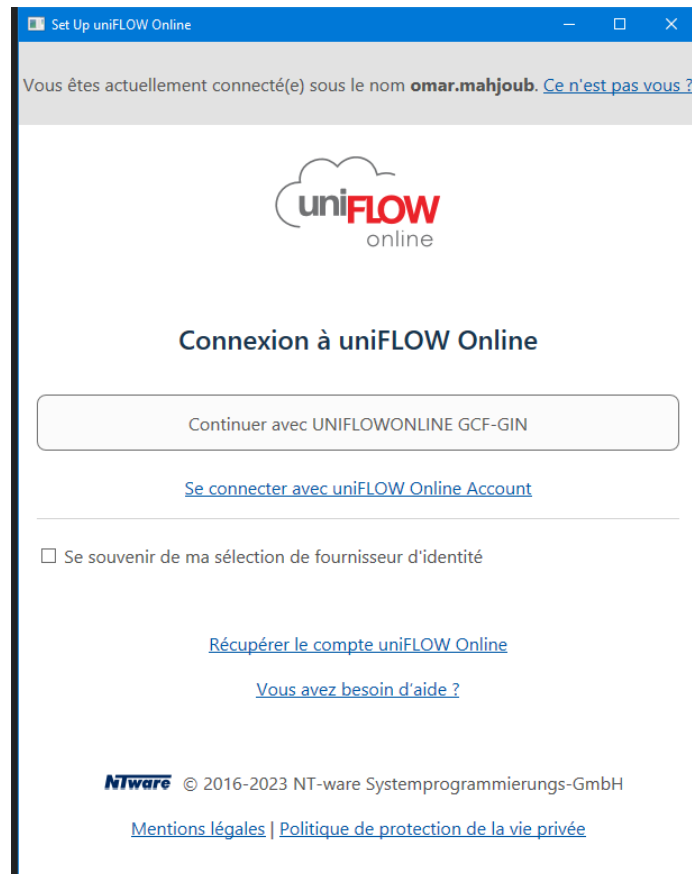 Set Up uniFLOW Online
Vous êtes actuellement connecté(e) sous le nom omar.mahjoub. Ce n'est pas vous ?
uniFLOW
online
Connexion à uniFLOW Online
Continuer avec UNIFLOWONLINE GCF-GIN
Se connecter avec uniFLOW Online Account
Se souvenir de ma sélection de fournisseur d'identité
Récupérer le compte uniFLOW Online
Vous avez besoin d'aide ?
NTware © 2016-2023 NT-ware Systemprogrammierungs-GmbH
Mentions légales | Politique de protection de la vie privée